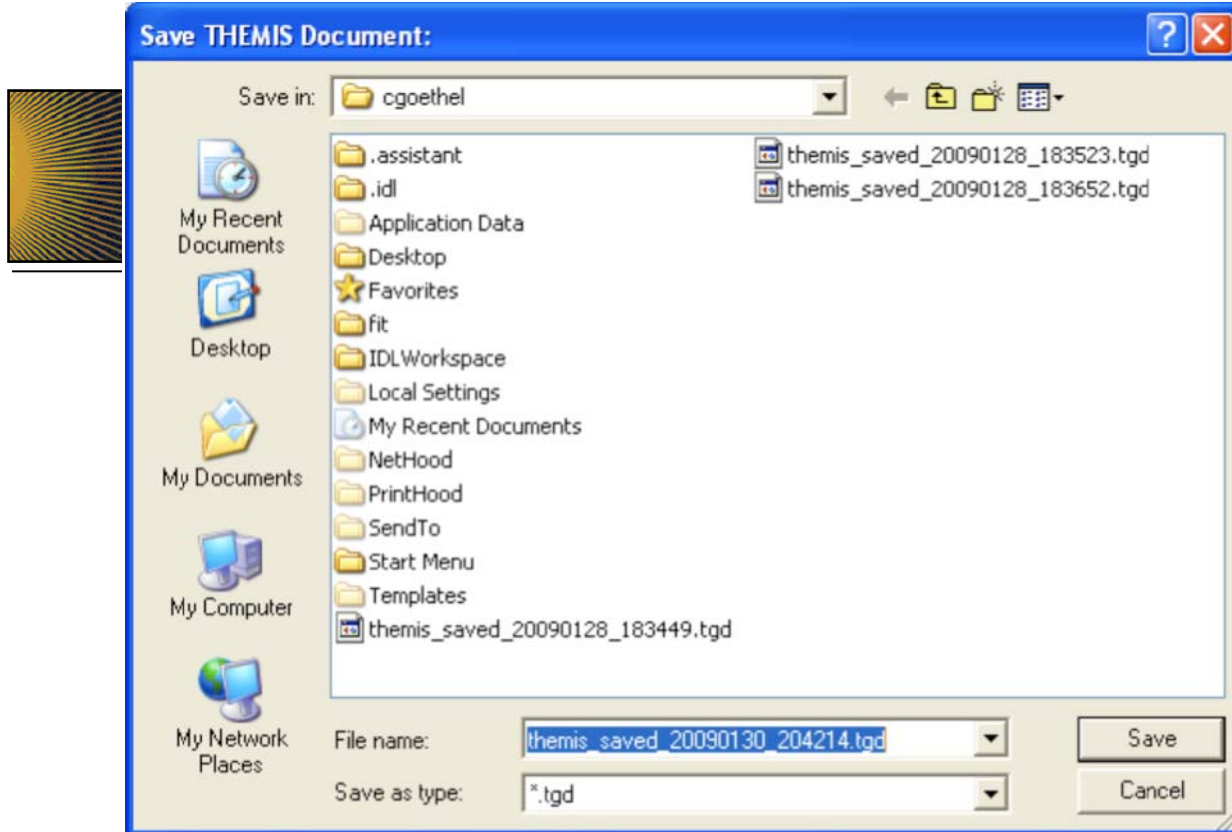 Save THEMIS Document:
Save in:
cgoethel
My Recent
Documents
Desktop
My Documents
My Computer
My Network
Places
.assistant
.idl
Application Data
Desktop
Favorites
fit
IDLWorkspace
Local Settings
My Recent Documents
NetHood
PrintHood
SendTo
Start Menu
Templates
themis_saved_20090128_183449.tgd
themis_saved_20090128_183523.tgd
themis_saved_20090128_183652.tgd
File name:
themis_saved_20090130_204214.tgd
Save
Save as type:
*.tgd
Cancel